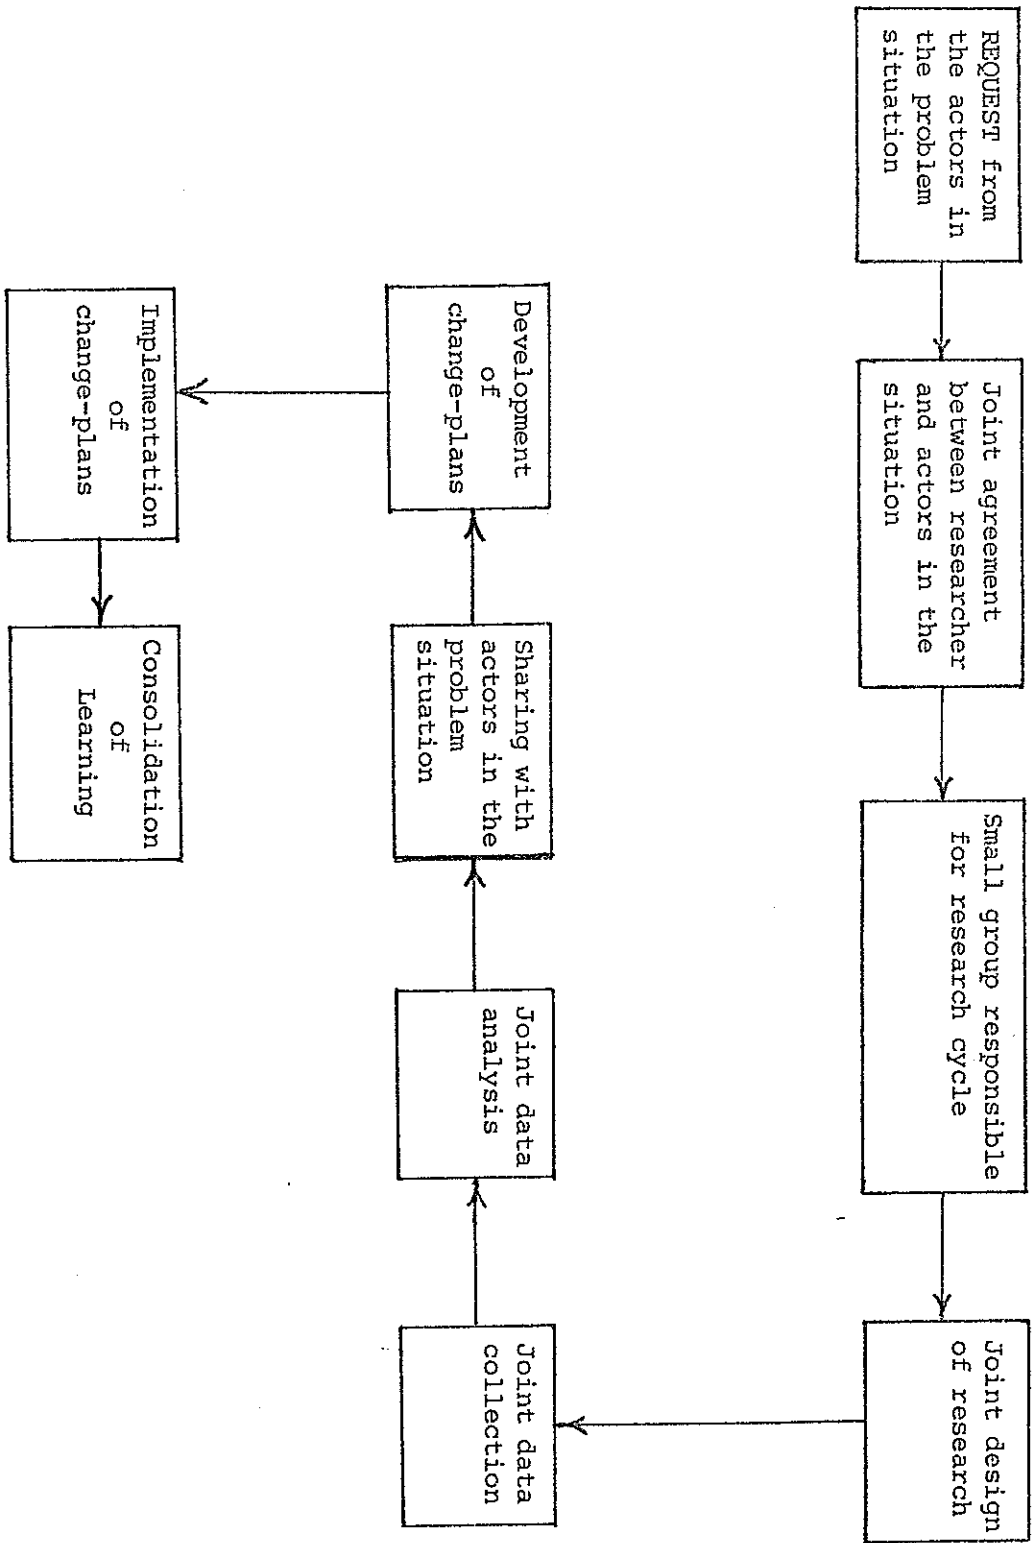 REQUEST from
the actors in
the problem
situation
Joint agreement
between researcher
and actors in the
situation
Small group responsible
for research cycle
Joint design
of research
Joint data
collection
Joint data
analysis
Sharing with
actors in the
problem
situation
Development
of
change-plans
Implementation
of
change-plans
Consolidation
of
Learning